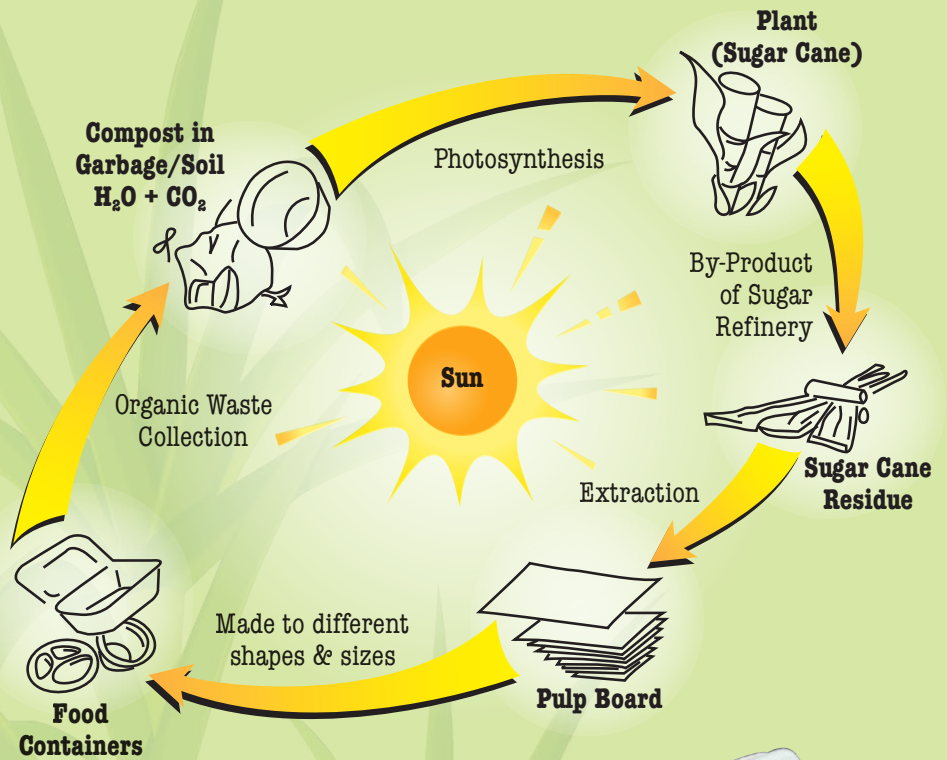 Plant
(Sugar Cane)
Photosynthesis
Compost in
Garbage/Soil
H₂O + CO₂
By-Product
of Sugar
Refinery
Sun
Organic Waste
Collection
Sugar Cane
Residue
Extraction
Made to different
shapes & sizes
Pulp Board
Food
Containers